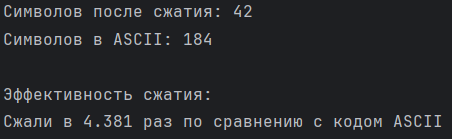 Символов после сжатия: 42
Символов в ASCII: 184
Эффективность сжатия:
Сжали в 4.381 раз по сравнению с кодом ASCII